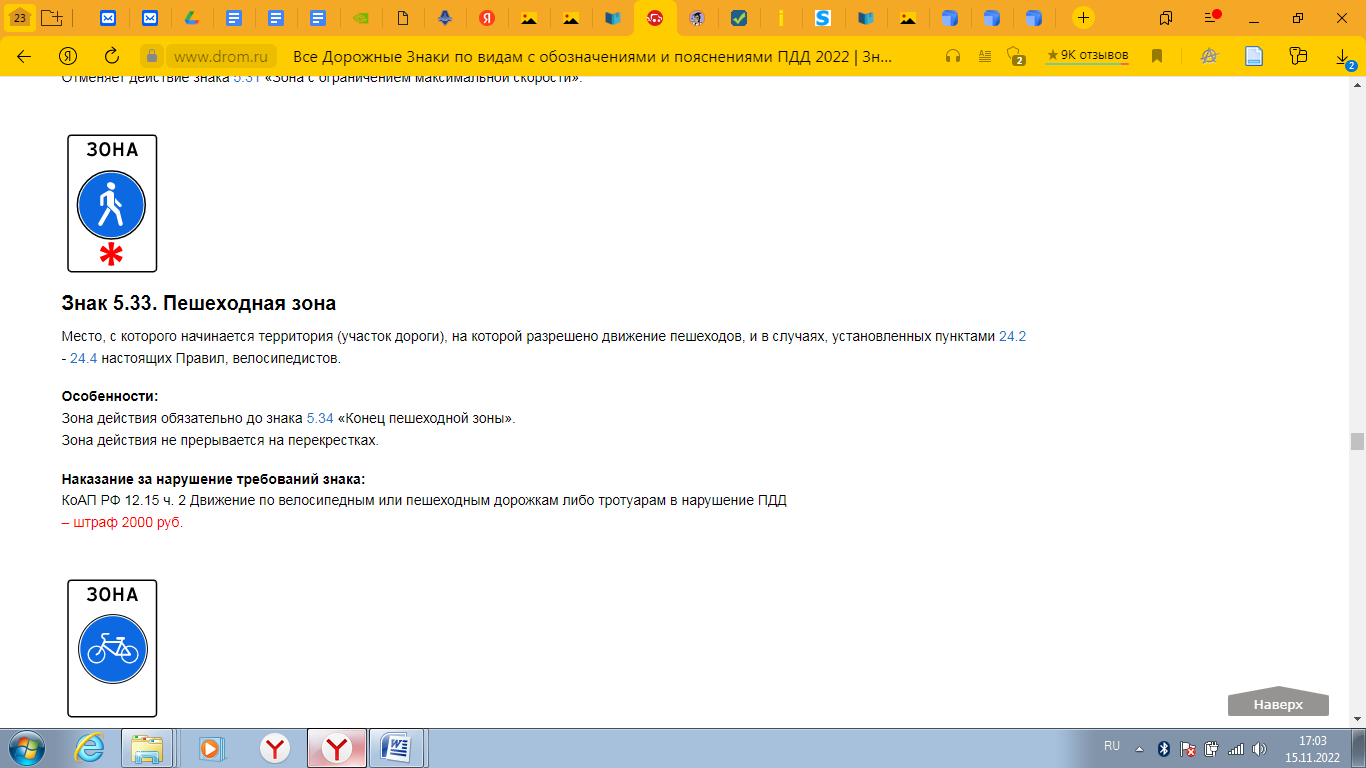 23
www.drom.ru
Все Дорожные Знаки по видам с обозначениями и пояснениями ПДД 2022 | Зн...
2
★ 9К отзывов
2
Отменяет действие знака 5.31 «Зона с ограничением максимальной скорости».
ЗОНА
*
Знак 5.33. Пешеходная зона
Место, с которого начинается территория (участок дороги), на которой разрешено движение пешеходов, и в случаях, установленных пунктами 24.2
- 24.4 настоящих Правил, велосипедистов.
Особенности:
Зона действия обязательно до знака 5.34 «Конец пешеходной зоны».
Зона действия не прерывается на перекрестках.
Наказание за нарушение требований знака:
КоАП РФ 12.15 ч. 2 Движение по велосипедным или пешеходным дорожкам либо тротуарам в нарушение ПДД
– штраф 2000 руб.
ЗОНА
Наверх
RU
17:03
15.11.2022